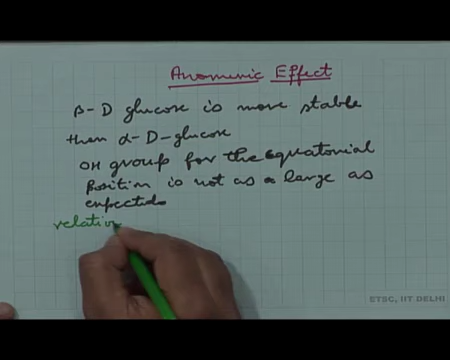 Anomeric Effect
β-D glucose is more stable
than α-D-glucose
OH group for the equatorial
Position is not as a large as
expected.
relativ
ETSC, IIT DELHI